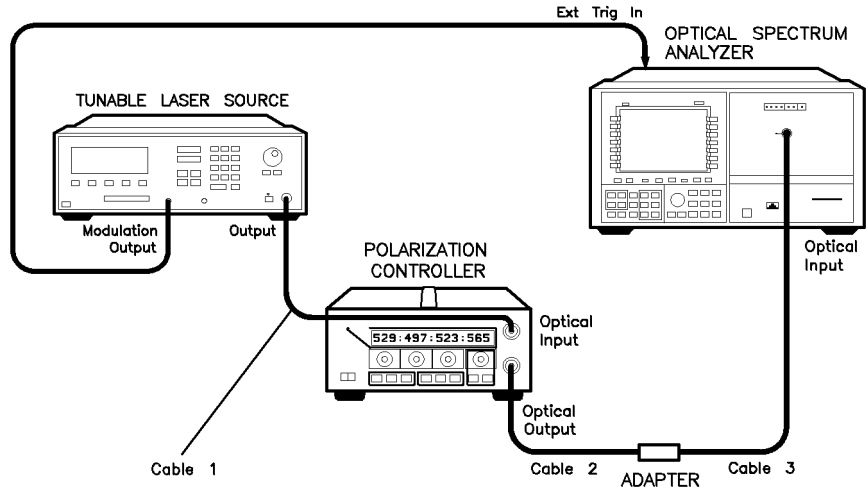 Ext Trig In
OPTICAL SPECTRUM
ANALYZER
TUNABLE LASER SOURCE
Modulation
Output
Output
POLARIZATION
CONTROLLER
Optical
Input
529:497:523:565
Optical
Input
Optical
Output
Cable 1
Cable 2
ADAPTER
Cable 3